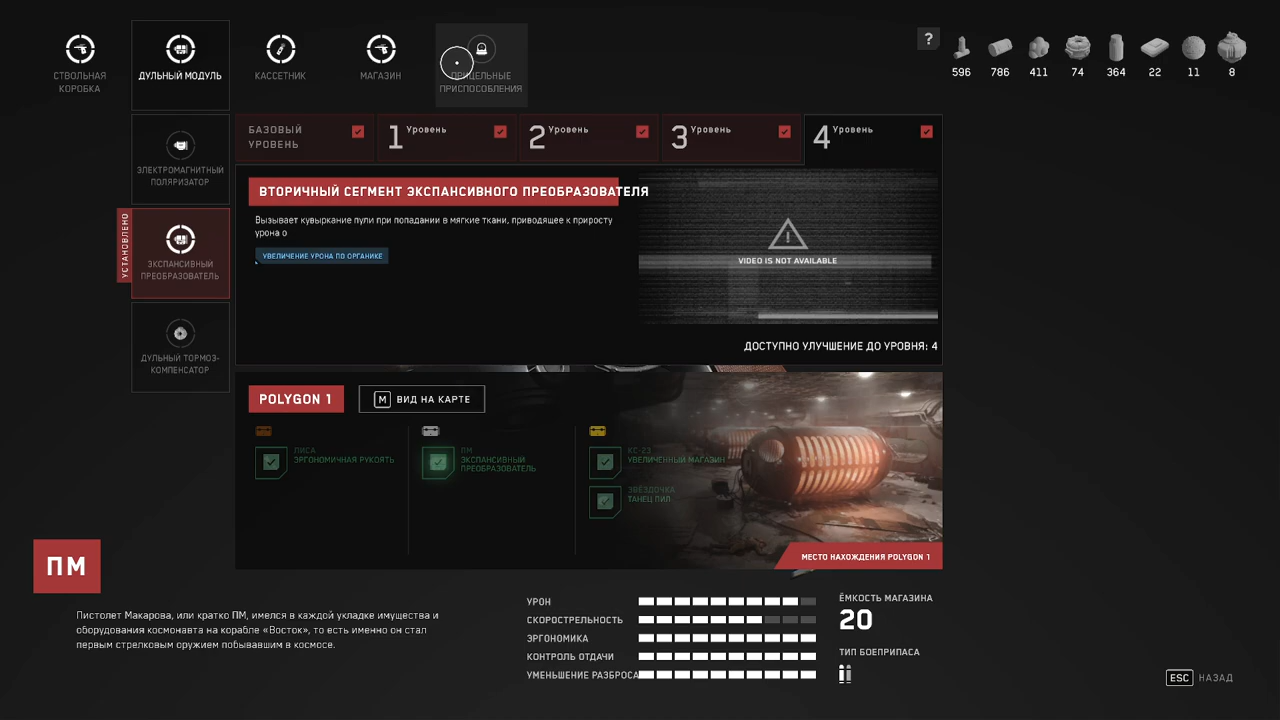 СТВОЛЬНАЯ
КОРОБКА
ДУЛЬНЫЙ МОДУЛЬ
КАССЕТНИК
МАГАЗИН
ПРИЦЕЛЬНЫЕ
ПРИСПОСОБЛЕНИЯ
?
596 786 411 74 364 22 11 8
ЭЛЕКТРОМАГНИТНЫЙ
ПОЛЯРИЗАТОР
УСТАНОВЛЕНО
ЭКСПАНСИВНЫЙ
ПРЕОБРАЗОВАТЕЛЬ
ДУЛЬНЫЙ ТОРМОЗ-
КОМПЕНСАТОР
БАЗОВЫЙ
УРОВЕНЬ
1 Уровень
2 Уровень
3 Уровень
4 Уровень
ВТОРИЧНЫЙ СЕГМЕНТ ЭКСПАНСИВНОГО ПРЕОБРАЗОВАТЕЛЯ
Вызывает кувыркание пули при попадании в мягкие ткани, приводящее к приросту
урона о
УВЕЛИЧЕНИЕ УРОНА ПО ОРГАНИКЕ
VIDEO IS NOT AVAILABLE
ДОСТУПНО УЛУЧШЕНИЕ ДО УРОВНЯ: 4
POLYGON 1
M ВИД НА КАРТЕ
ЛИСА
ЭРГОНОМИЧНАЯ РУКОЯТЬ
ПМ
ЭКСПАНСИВНЫЙ
ПРЕОБРАЗОВАТЕЛЬ
КС-23
УВЕЛИЧЕННЫЙ МАГАЗИН
ЗВЁЗДОЧКА
ТАНЕЦ ПИЛ
МЕСТО НАХОЖДЕНИЯ POLYGON 1
ПМ
Пистолет Макарова, или кратко ПМ, имелся в каждой укладке имущества и
оборудования космонавта на корабле «Восток», то есть именно он стал
первым стрелковым оружием побывавшим в космосе.
УРОН
СКОРОСТРЕЛЬНОСТЬ
ЭРГОНОМИКА
КОНТРОЛЬ ОТДАЧИ
УМЕНЬШЕНИЕ РАЗБРОСА
ЁМКОСТЬ МАГАЗИНА
20
ТИП БОЕПРИПАСА
ESC НАЗАД